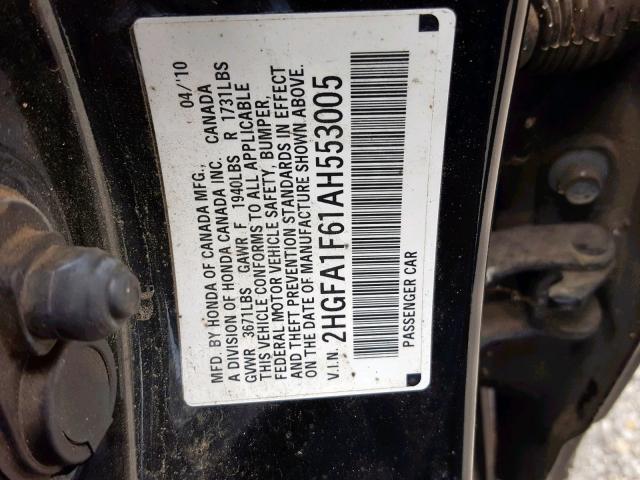 MFD. BY HONDA OF CANADA MFG., 04/'10
A DIVISION OF HONDA CANADA INC. CANADA
GVWR 3671LBS GAWR F 1940LBS R 1731LBS
THIS VEHICLE CONFORMS TO ALL APPLICABLE
FEDERAL MOTOR VEHICLE SAFETY, BUMPER,
AND THEFT PREVENTION STANDARDS IN EFFECT
ON THE DATE OF MANUFACTURE SHOWN ABOVE.
V.I.N. 2HGFA1F61AH553005
PASSENGER CAR